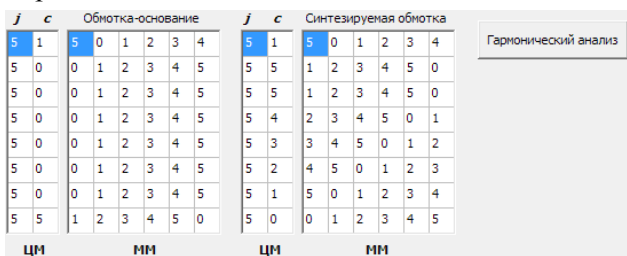 j c Обмотка-основание j c Синтезируемая обмотка
5 1 5 0 1 2 3 4 5 1 5 0 1 2 3 4 Гармонический анализ
5 0 0 1 2 3 4 5 5 5 1 2 3 4 5 0
5 0 0 1 2 3 4 5 5 5 1 2 3 4 5 0
5 0 0 1 2 3 4 5 5 4 2 3 4 5 0 1
5 0 0 1 2 3 4 5 5 3 3 4 5 0 1 2
5 0 0 1 2 3 4 5 5 2 4 5 0 1 2 3
5 0 0 1 2 3 4 5 5 1 5 0 1 2 3 4
5 5 1 2 3 4 5 0 5 0 0 1 2 3 4 5
ЦМ ММ ЦМ ММ